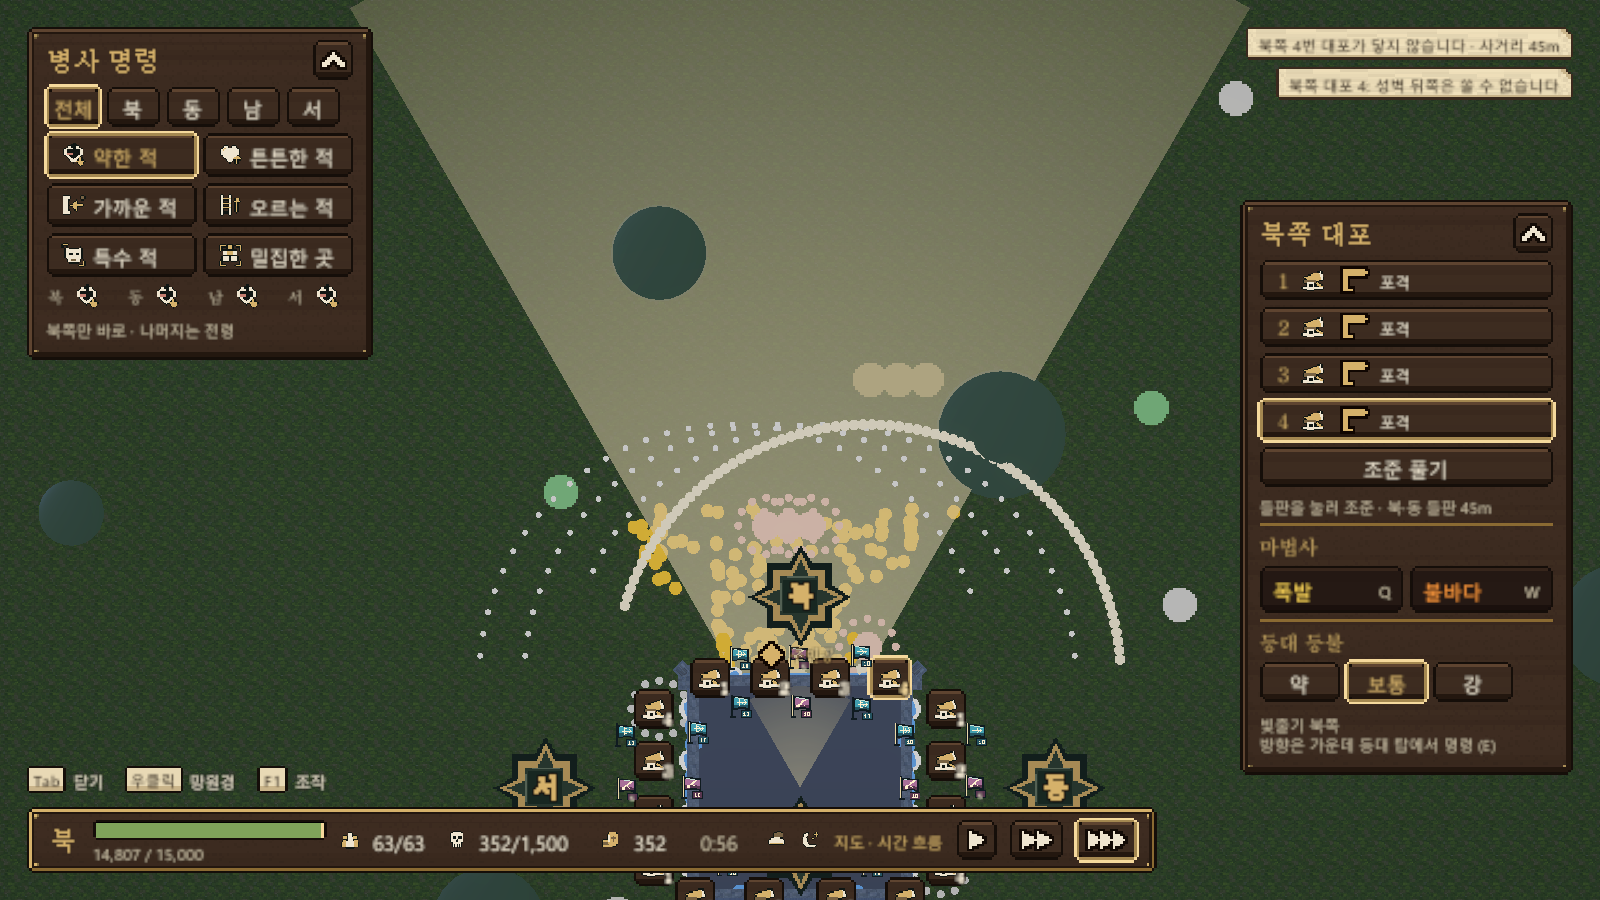 병사 명령
전체 북 동 남 서
약한 적 튼튼한 적
가까운 적 오르는 적
특수 적 밀집한 곳
북 동 남 서
북쪽만 바로 · 나머지는 전령
북쪽 4번 대포가 닿지 않습니다 · 사거리 45m
북쪽 대포 4: 성벽 뒤쪽은 쏠 수 없습니다
북쪽 대포
1 포격
2 포격
3 포격
4 포격
조준 풀기
들판을 눌러 조준 · 북·동 들판 45m
마법사
폭발 Q 불바다 W
등대 등불
약 보통 강
빛줄기 북쪽
방향은 가운데 등대 탑에서 명령 (E)
북
서
동
Tab 닫기 우클릭 망원경 F1 조작
북 14,807 / 15,000 63/63 352/1,500 352 0:56 지도 · 시간 흐름